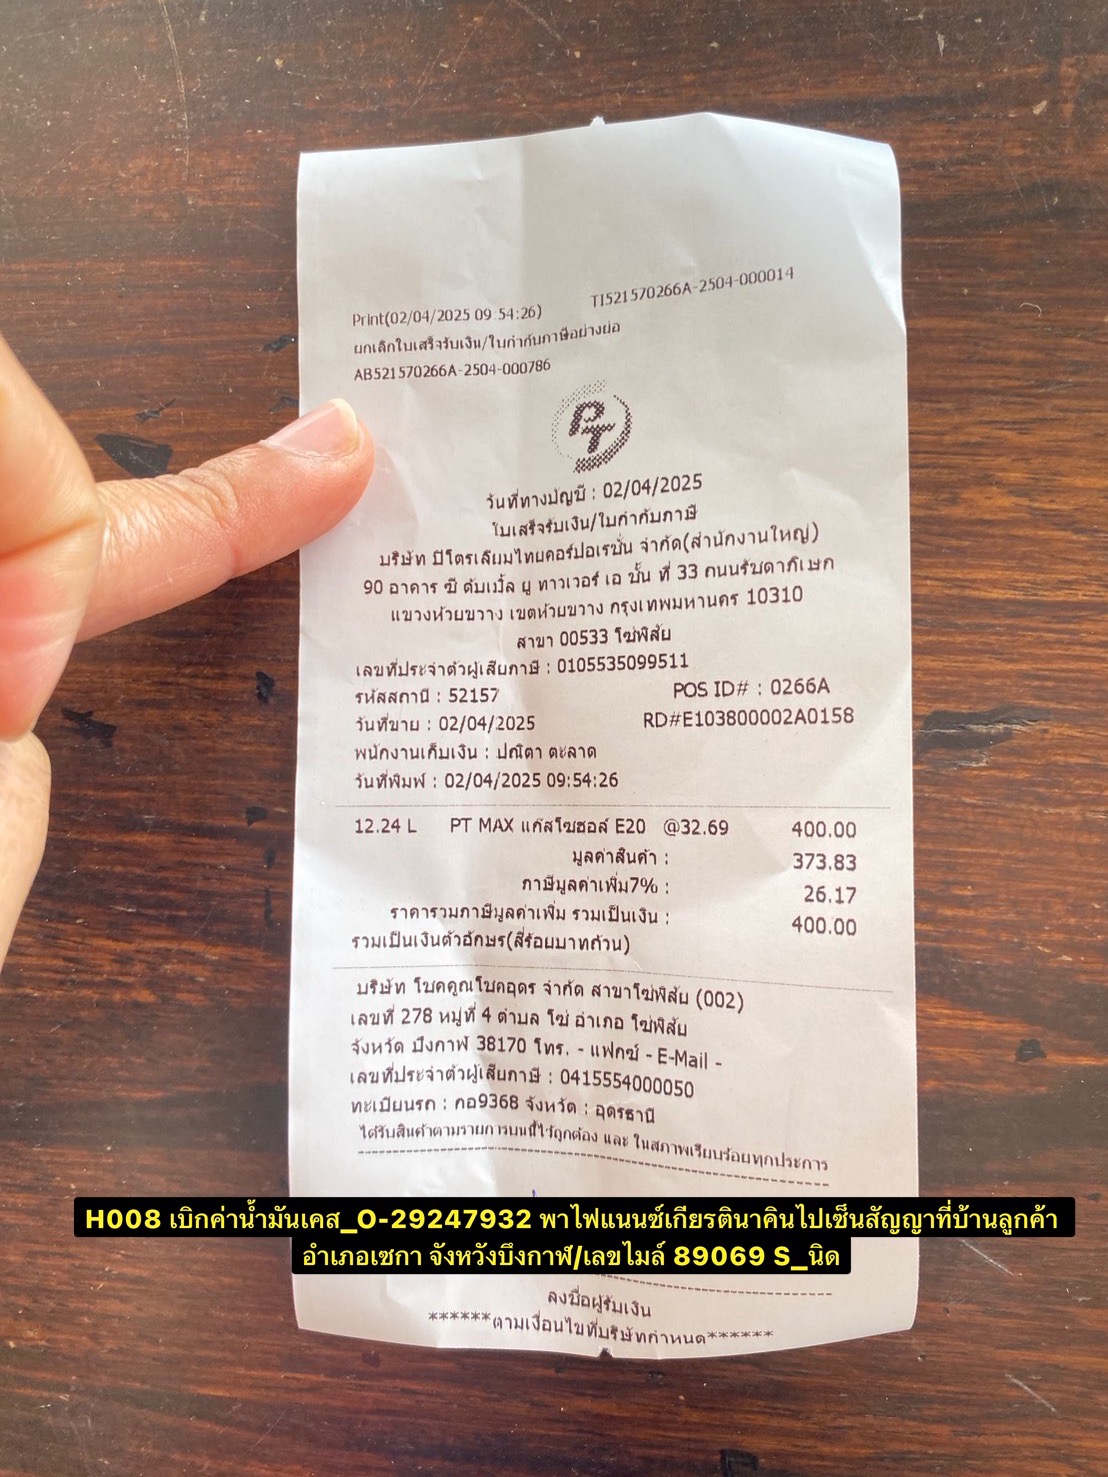 Print(02/04/2025 09:54:26) TI521570266A-2504-000014
ยกเลิกใบเสร็จรับเงิน/ใบกำกับภาษีอย่างย่อ
AB521570266A-2504-000786
PT
วันที่ทางบัญชี : 02/04/2025
ใบเสร็จรับเงิน/ใบกำกับภาษี
บริษัท ปิโตรเลียมไทยคอร์ปอเรชั่น จำกัด(สำนักงานใหญ่)
90 อาคาร ซี ดับเบิ้ล ยู ทาวเวอร์ เอ ชั้น ที่ 33 ถนนรัชดาภิเษก
แขวงห้วยขวาง เขตห้วยขวาง กรุงเทพมหานคร 10310
สาขา 00533 โซ่พิสัย
เลขที่ประจำตัวผู้เสียภาษี : 0105535099511
รหัสสถานี : 52157 POS ID# : 0266A
วันที่ขาย : 02/04/2025 RD#E103800002A0158
พนักงานเก็บเงิน : ปณิตา ตะลาด
วันที่พิมพ์ : 02/04/2025 09:54:26
12.24 L PT MAX แก๊สโซฮอล์ E20 @32.69 400.00
มูลค่าสินค้า : 373.83
ภาษีมูลค่าเพิ่ม7% : 26.17
ราคารวมภาษีมูลค่าเพิ่ม รวมเป็นเงิน : 400.00
รวมเป็นเงินตัวอักษร(สี่ร้อยบาทถ้วน)
บริษัท โชคคูณโชคอุดร จำกัด สาขาโซ่พิสัย (002)
เลขที่ 278 หมู่ที่ 4 ตำบล โซ่ อำเภอ โซ่พิสัย
จังหวัด บึงกาฬ 38170 โทร. - แฟกซ์ - E-Mail -
เลขที่ประจำตัวผู้เสียภาษี : 0415554000050
ทะเบียนรถ : กอ9368 จังหวัด : อุดรธานี
ได้รับสินค้าตามรายการบนนี้ไว้ถูกต้อง และ ในสภาพเรียบร้อยทุกประการ
H008 เบิกค่าน้ำมันเคส_O-29247932 พาไฟแนนซ์เกียรตินาคินไปเซ็นสัญญาที่บ้านลูกค้า
อำเภอเซกา จังหวังบึงกาฬ/เลขไมล์ 89069 S_นิด
ลงชื่อผู้รับเงิน
******ตามเงื่อนไขที่บริษัทกำหนด******